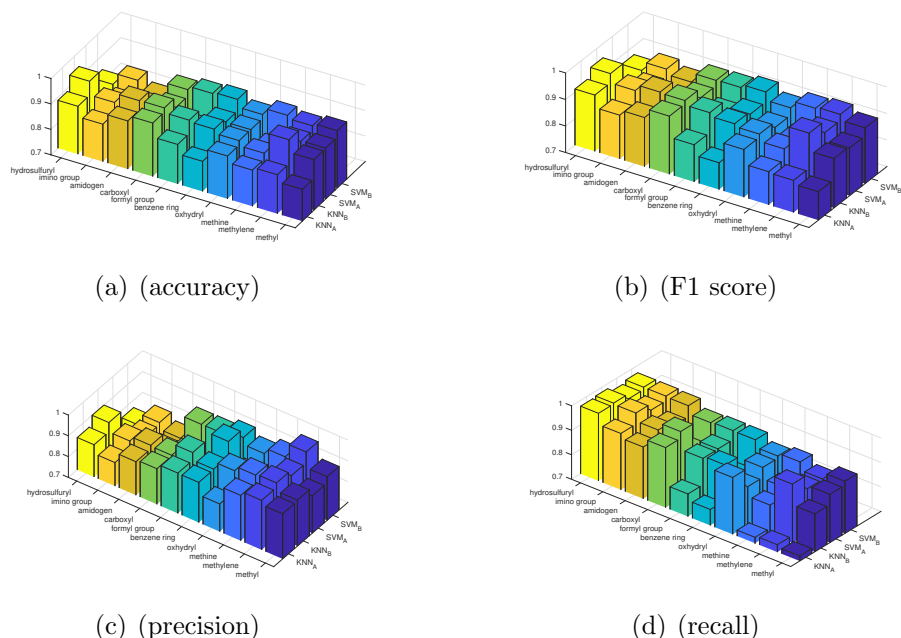 1
0.9
0.8
0.7
hydrosulfuryl
imino group
amidogen
carboxyl
formyl group
benzene ring
oxhydryl
methine
methylene
methyl
KNN_A
KNN_B
SVM_A
SVM_B
(a) (accuracy)
1
0.9
0.8
0.7
hydrosulfuryl
imino group
amidogen
carboxyl
formyl group
benzene ring
oxhydryl
methine
methylene
methyl
KNN_A
KNN_B
SVM_A
SVM_B
(b) (F1 score)
1
0.9
0.8
0.7
hydrosulfuryl
imino group
amidogen
carboxyl
formyl group
benzene ring
oxhydryl
methine
methylene
methyl
KNN_A
KNN_B
SVM_A
SVM_B
(c) (precision)
1
0.9
0.8
0.7
hydrosulfuryl
imino group
amidogen
carboxyl
formyl group
benzene ring
oxhydryl
methine
methylene
methyl
KNN_A
KNN_B
SVM_A
SVM_B
(d) (recall)